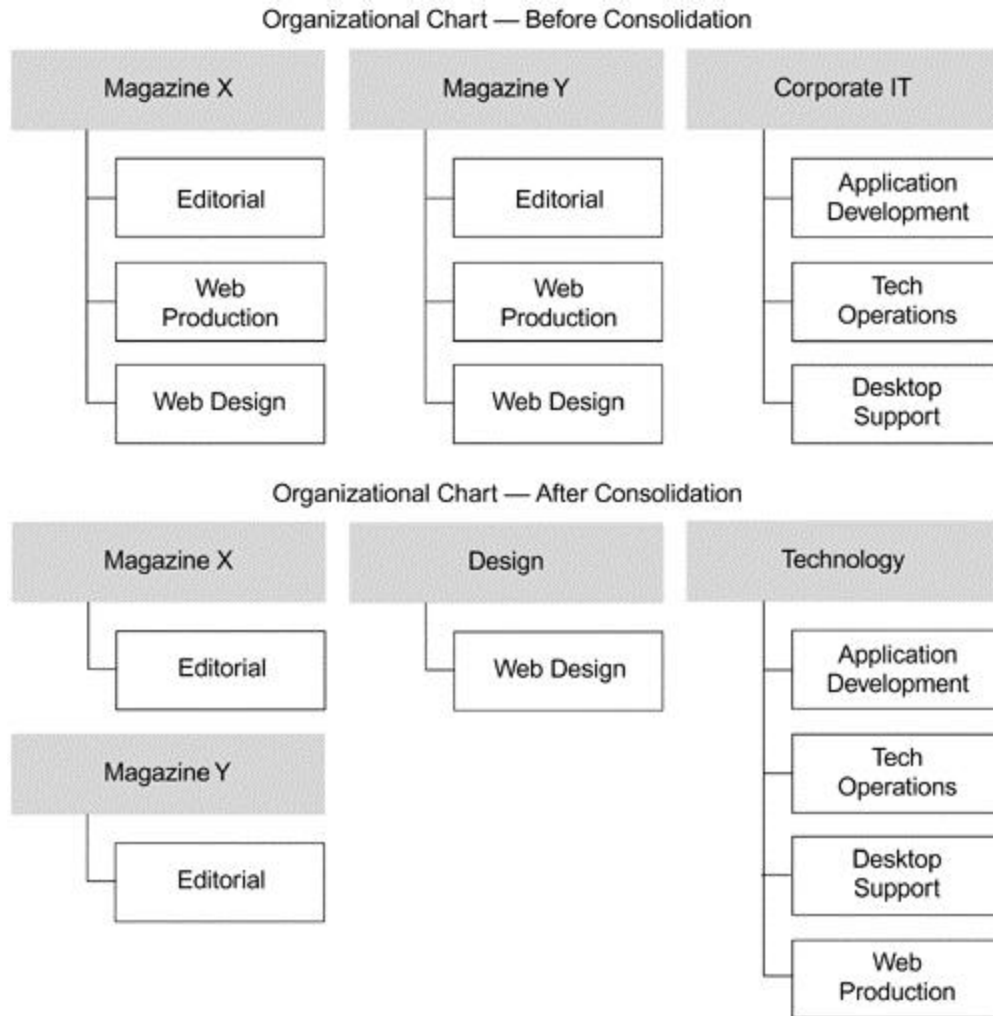 Organizational Chart — Before Consolidation
Magazine X
Editorial
Web
Production
Web Design
Magazine Y
Editorial
Web
Production
Web Design
Corporate IT
Application
Development
Tech
Operations
Desktop
Support
Organizational Chart — After Consolidation
Magazine X
Editorial
Magazine Y
Editorial
Design
Web Design
Technology
Application
Development
Tech
Operations
Desktop
Support
Web
Production